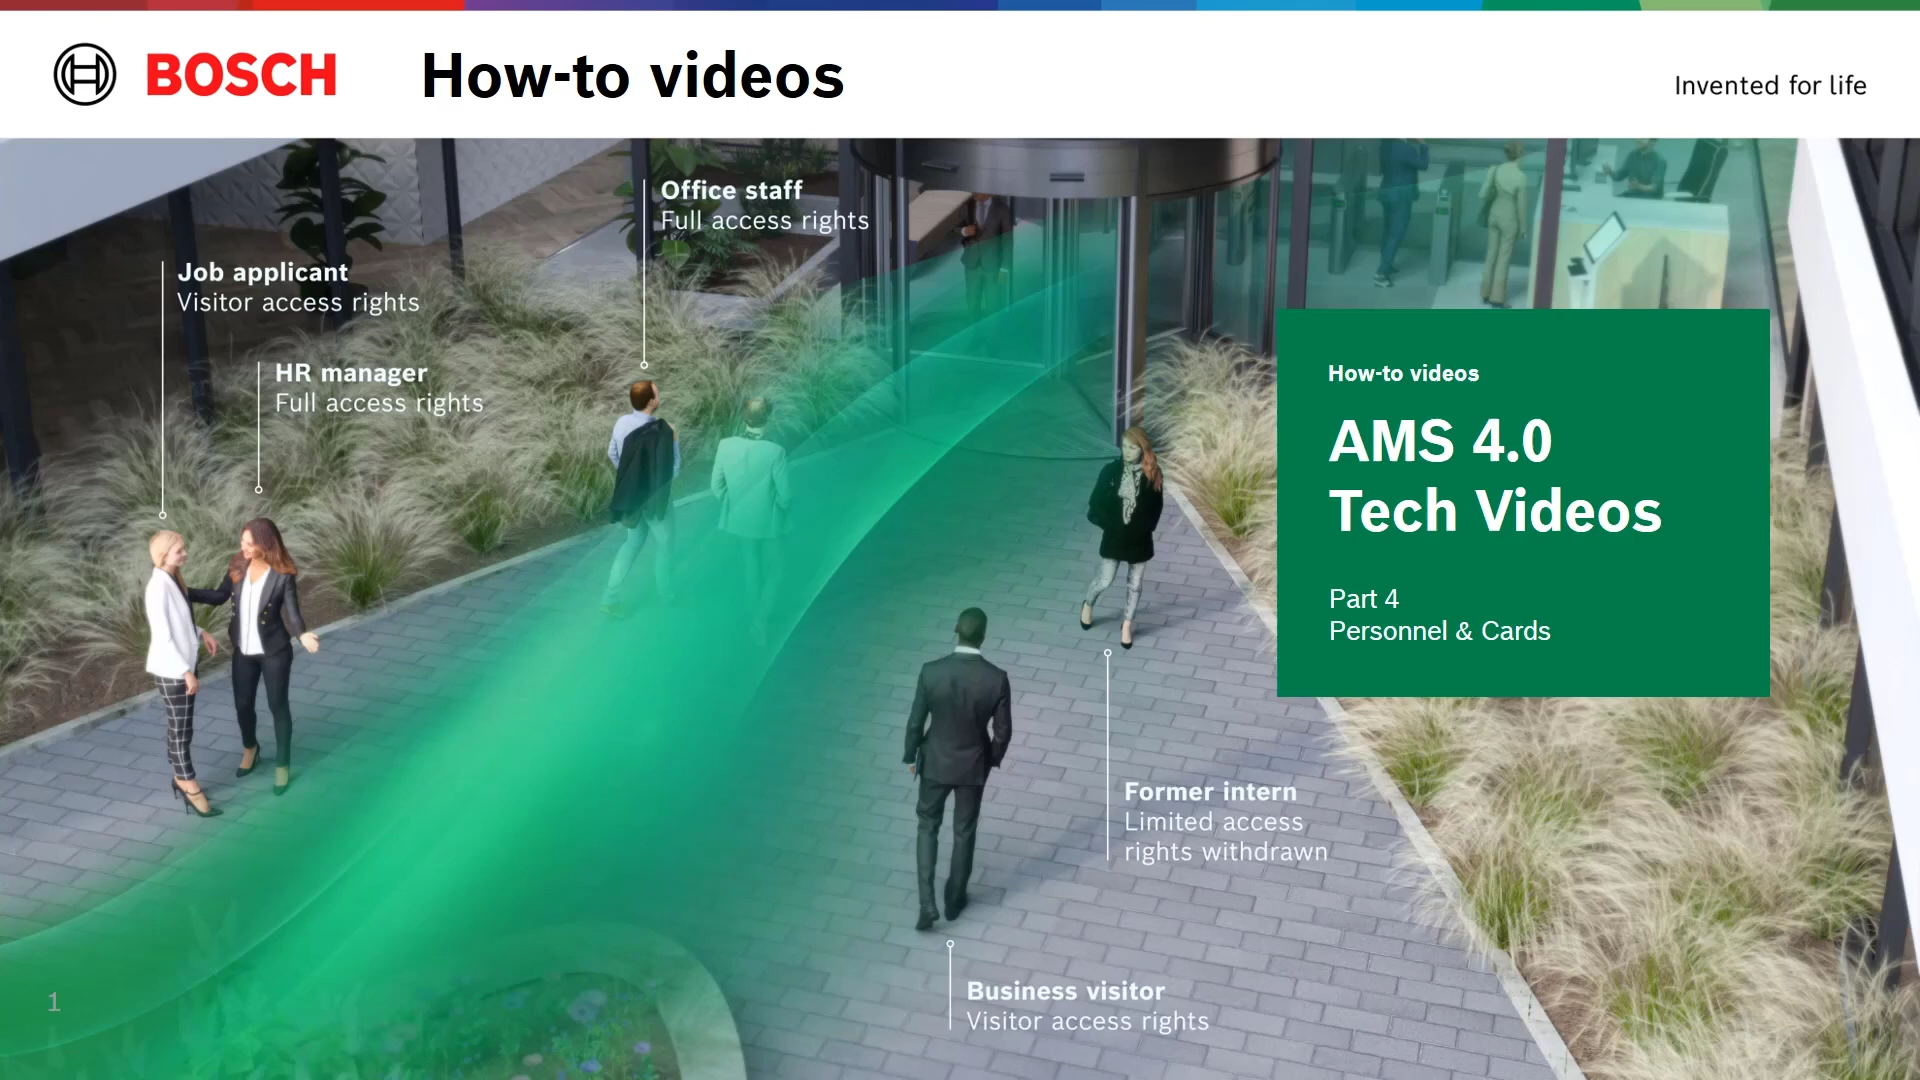 BOSCH
How-to videos
Invented for life
Office staff
Full access rights
Job applicant
Visitor access rights
HR manager
Full access rights
How-to videos
AMS 4.0
Tech Videos
Part 4
Personnel & Cards
Former intern
Limited access
rights withdrawn
Business visitor
Visitor access rights
1